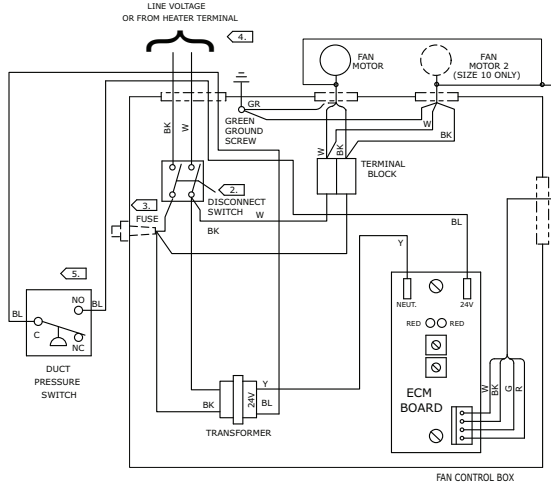 LINE VOLTAGE
OR FROM HEATER TERMINAL
4.
FAN
MOTOR
FAN
MOTOR 2
(SIZE 10 ONLY)
GR
GREEN
GROUND
SCREW
BK
W
W
BK
W
BK
TERMINAL
BLOCK
2.
DISCONNECT
SWITCH
3.
FUSE
W
BK
BL
Y
5.
NO
BL
BL
C
NC
DUCT
PRESSURE
SWITCH
NEUT.
24V
RED
RED
ECM
BOARD
W
BK
G
R
Y
BK
24V
BL
TRANSFORMER
FAN CONTROL BOX